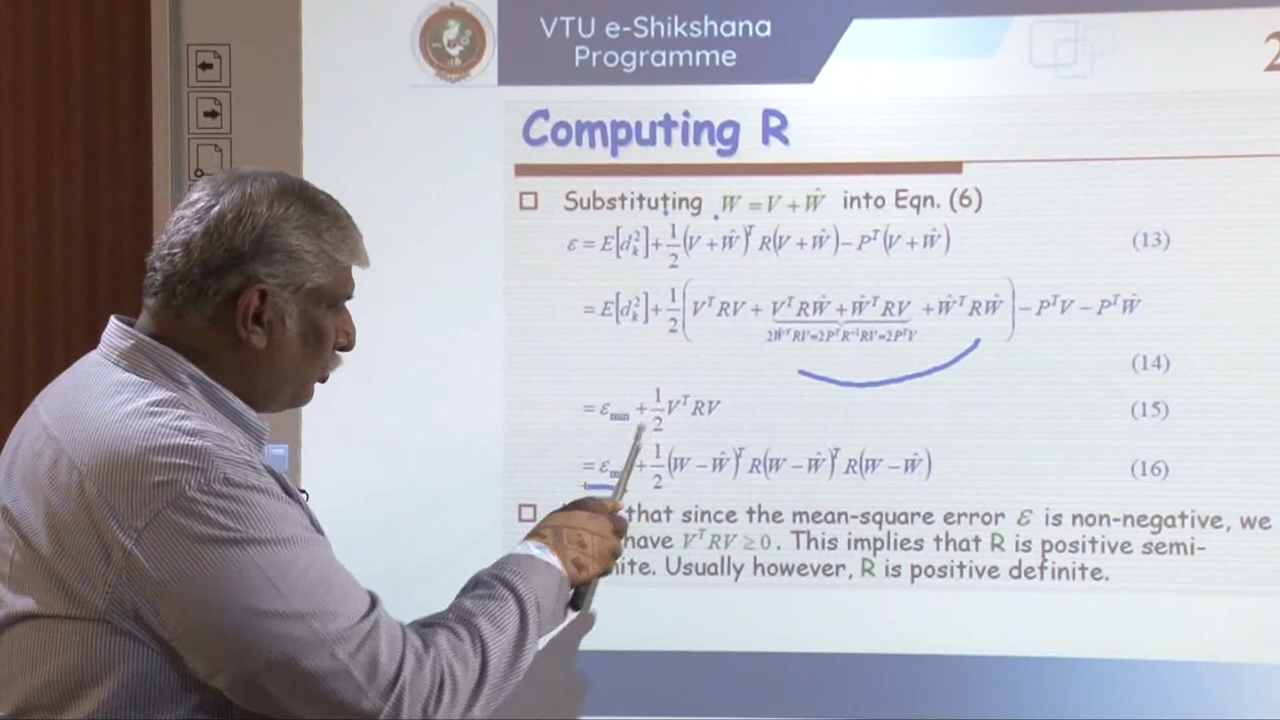 VTU e-Shikshana
Programme
2
Computing R
Substituting W = V + Ŵ into Eqn. (6)
ε = E[d_k^2] + 1/2 (V + Ŵ)^T R(V + Ŵ) − P^T (V + Ŵ) (13)
= E[d_k^2] + 1/2 (V^T RV + V^T RŴ + Ŵ^T RV + Ŵ^T RŴ) − P^T V − P^T Ŵ
2Ŵ^T RV=2P^T R^-1 RV=2P^T V
(14)
= ε_min + 1/2 V^T RV (15)
= ε + 1/2 (W − Ŵ)^T R(W − Ŵ)^T R(W − Ŵ) (16)
that since the mean-square error ε is non-negative, we
have V^T RV ≥ 0. This implies that R is positive semi-
Usually however, R is positive definite.